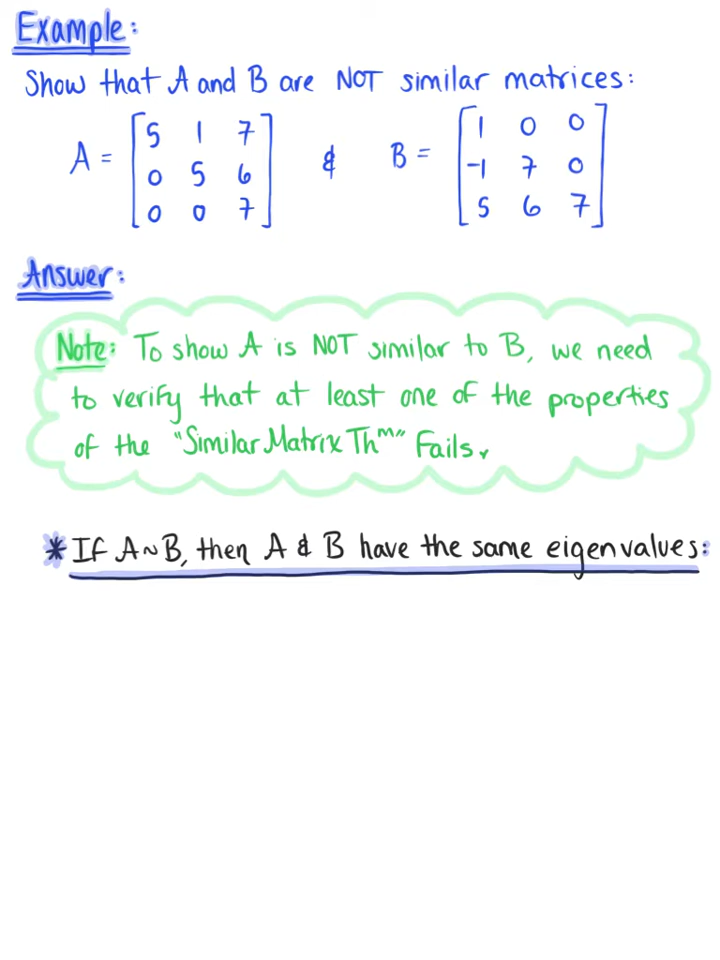 Example:
Show that A and B are NOT similar matrices:
A = [5 1 7
0 5 6
0 0 7] & B = [1 0 0
-1 7 0
5 6 7]
Answer:
Note: To show A is NOT similar to B, we need
to verify that at least one of the properties
of the "Similar Matrix Thᵐ" Fails.
*If A~B, then A & B have the same eigenvalues: